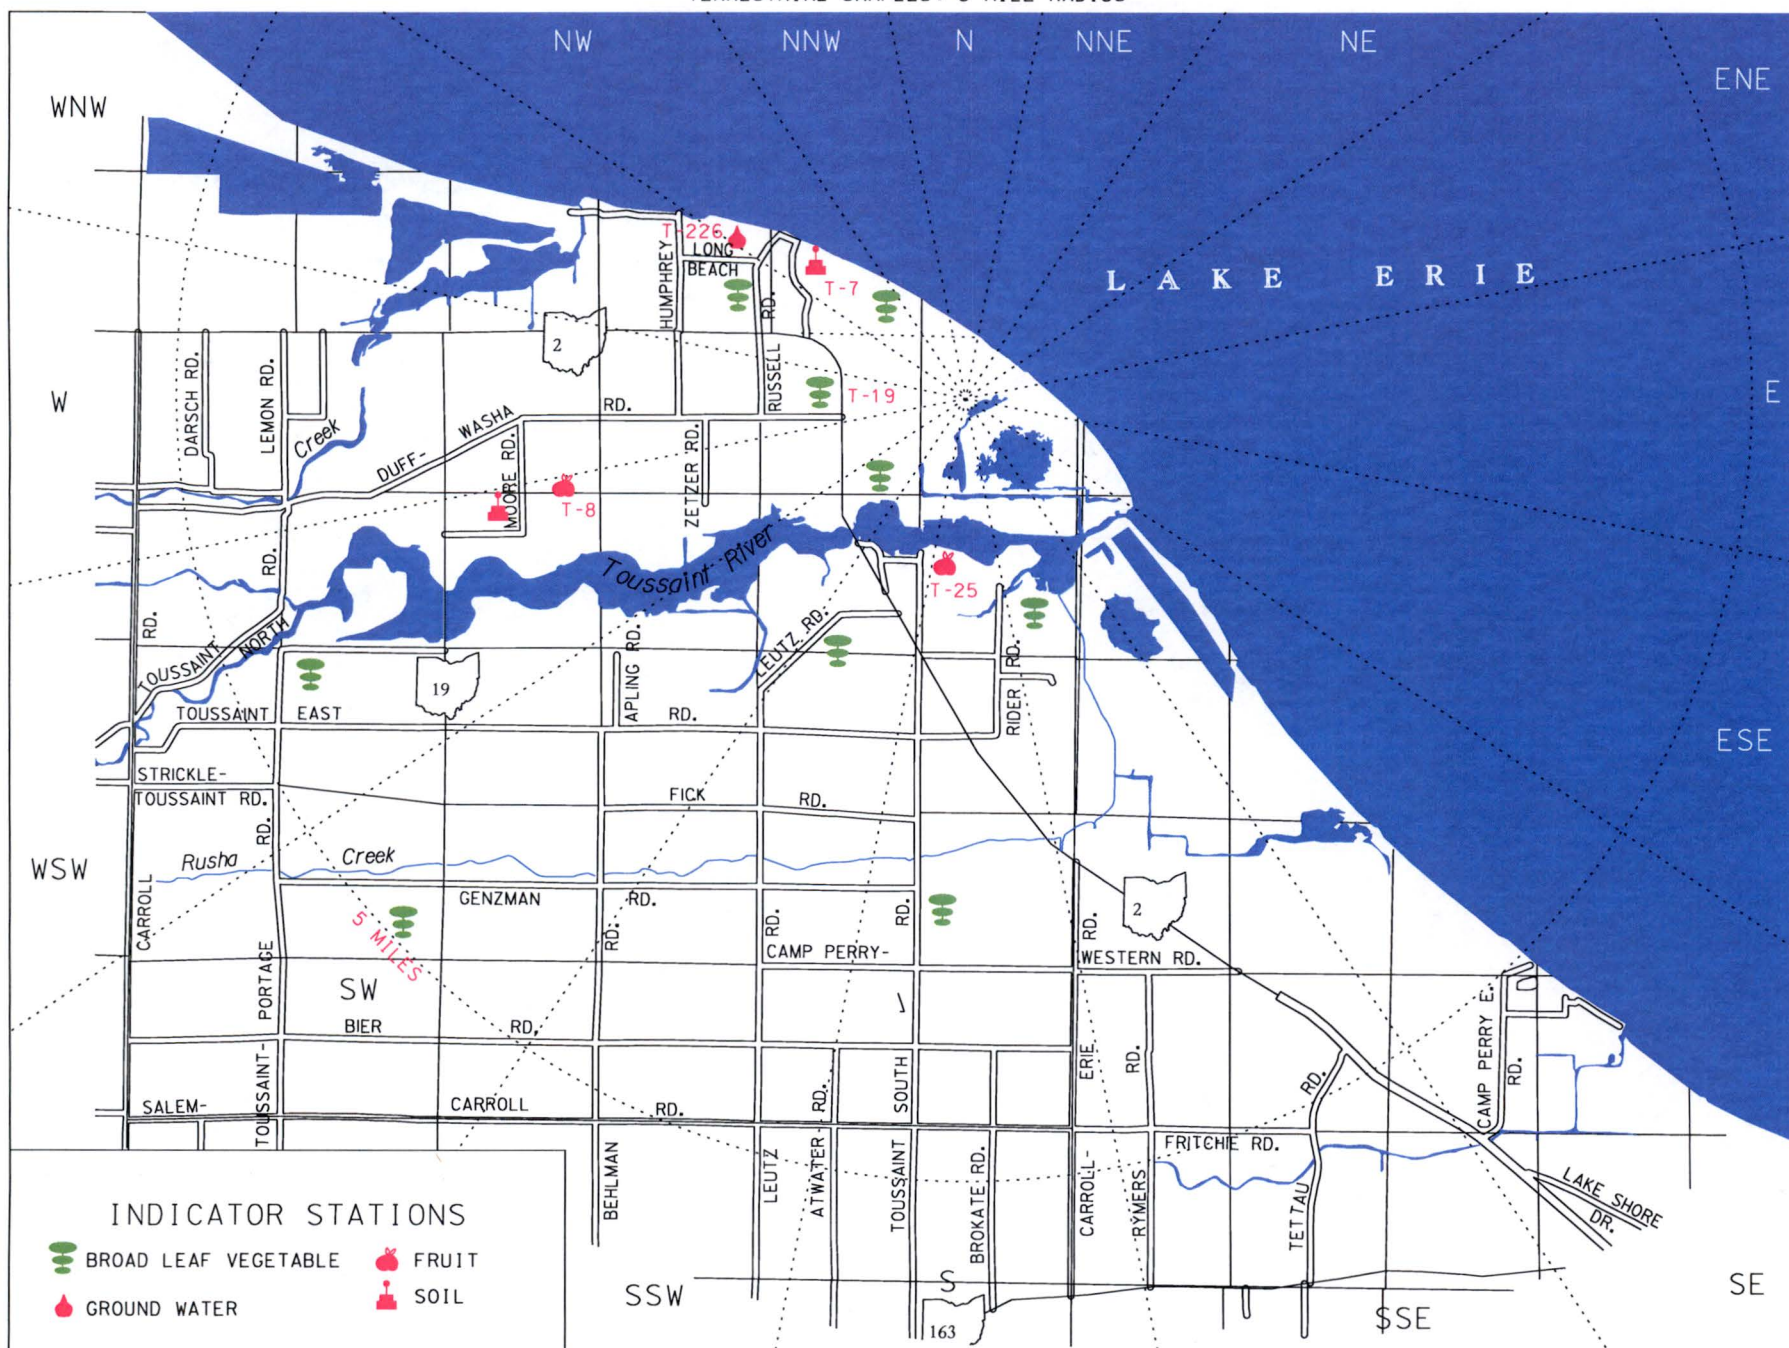 TERRESTRIAL SAMPLES: 5 MILE RADIUS
NW
NNW
N
NNE
NE
ENE
WNW
T-226
LONG
BEACH
HUMPHREY
RD.
T-7
LAKE ERIE
2
W
DARSCH RD.
LEMON RD.
RUSSELL
T-19
E
Creek
DUFF-
WASHA
RD.
MOORE RD.
ZETZER RD.
T-8
Toussaint River
T-25
RD.
RD.
TOUSSAINT
NORTH
APLING RD.
LEUTZ RD.
RIDER RD.
19
TOUSSAINT EAST RD.
ESE
STRICKLE-
TOUSSAINT RD.
FICK RD.
RD.
WSW
Rusha Creek
CARROLL
GENZMAN RD.
2
5 MILES
RD.
RD.
RD.
RD.
CAMP PERRY-
WESTERN RD.
SW
PORTAGE
BIER RD.
CAMP PERRY E.
RD.
ERIE
RD.
RD.
SOUTH
RD.
SALEM-
CARROLL
RD.
TOUSSAINT-
FRITCHIE RD.
BEHLMAN
LEUTZ
ATWATER
TOUSSAINT
BROKATE RD.
CARROLL-
RYMERS
TETTAU
LAKE SHORE
DR.
SSW
S
163
SSE
SE
INDICATOR STATIONS
BROAD LEAF VEGETABLE
FRUIT
GROUND WATER
SOIL